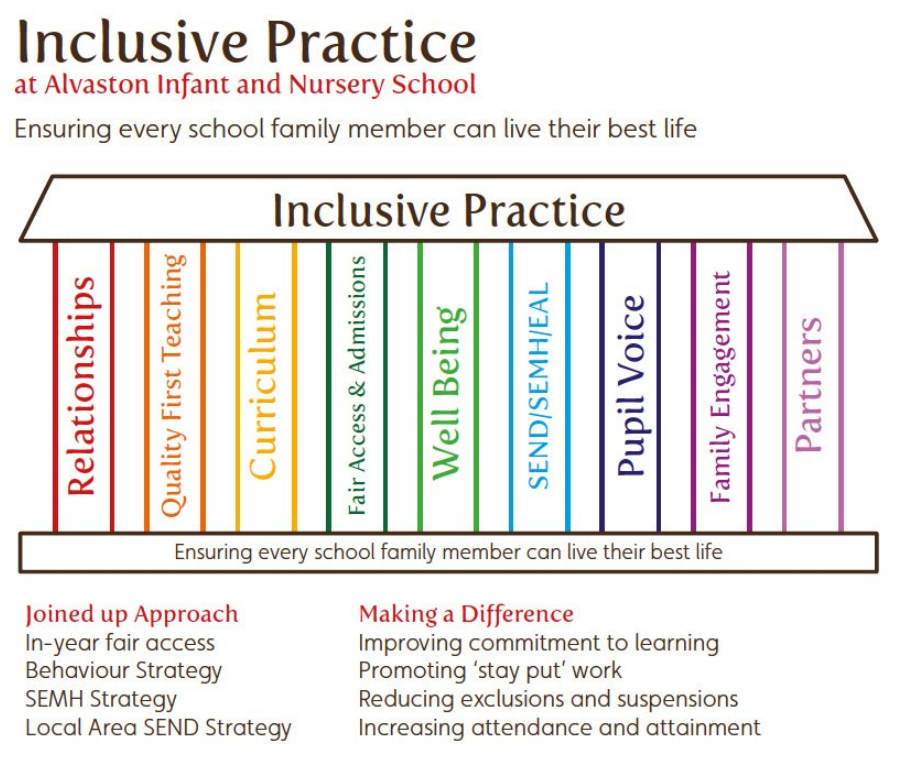 Inclusive Practice
at Alvaston Infant and Nursery School
Ensuring every school family member can live their best life
Inclusive Practice
Relationships
Quality First Teaching
Curriculum
Fair Access & Admissions
Well Being
SEND/SEMH/EAL
Pupil Voice
Family Engagement
Partners
Ensuring every school family member can live their best life
Joined up Approach
In-year fair access
Behaviour Strategy
SEMH Strategy
Local Area SEND Strategy
Making a Difference
Improving commitment to learning
Promoting ‘stay put’ work
Reducing exclusions and suspensions
Increasing attendance and attainment